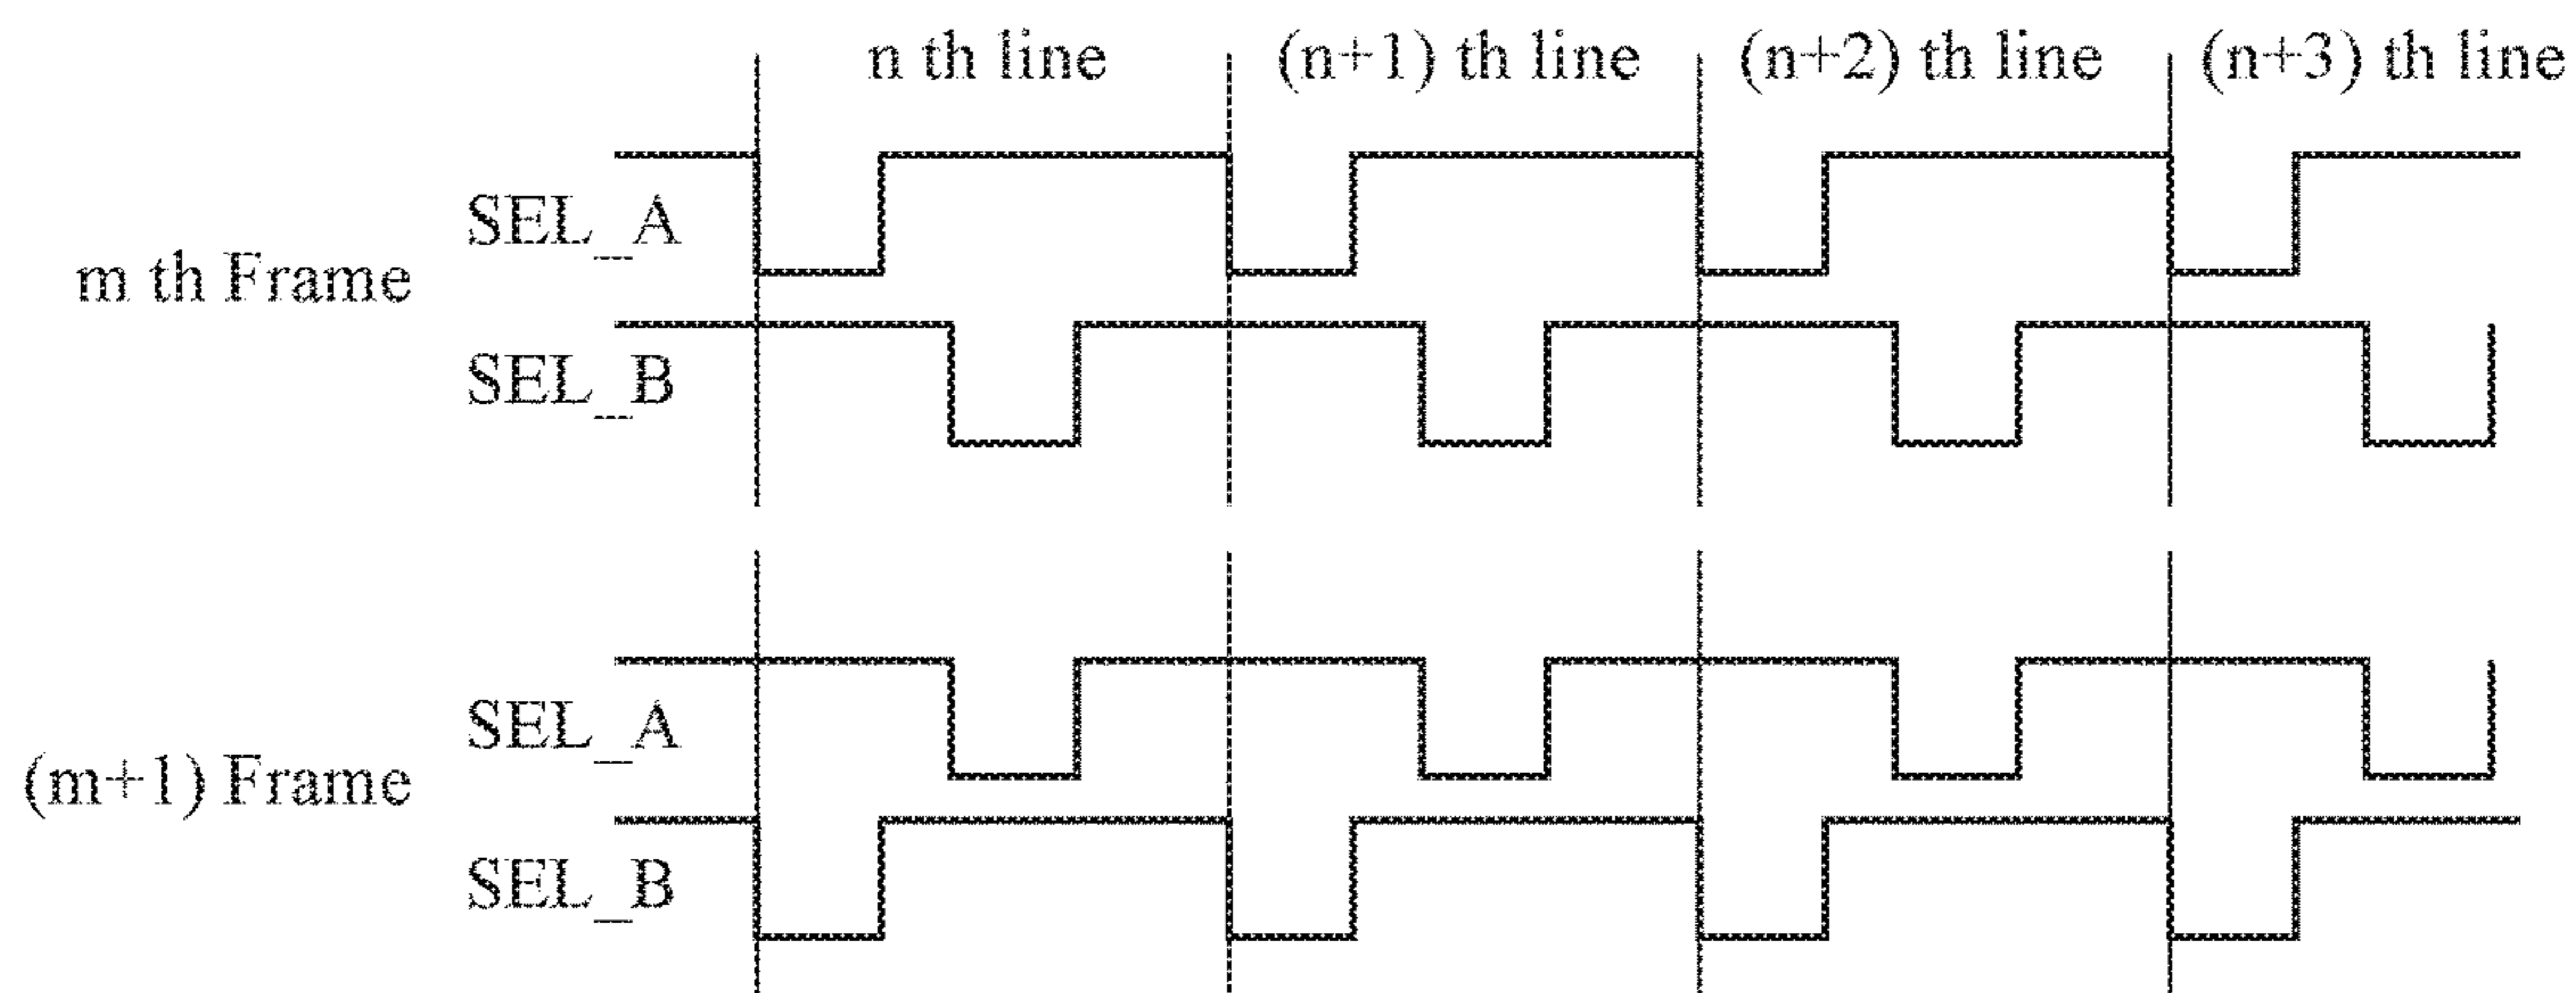 n th line (n+1) th line (n+2) th line (n+3) th line
SEL_A
m th Frame
SEL_B
SEL_A
(m+1) Frame
SEL_B